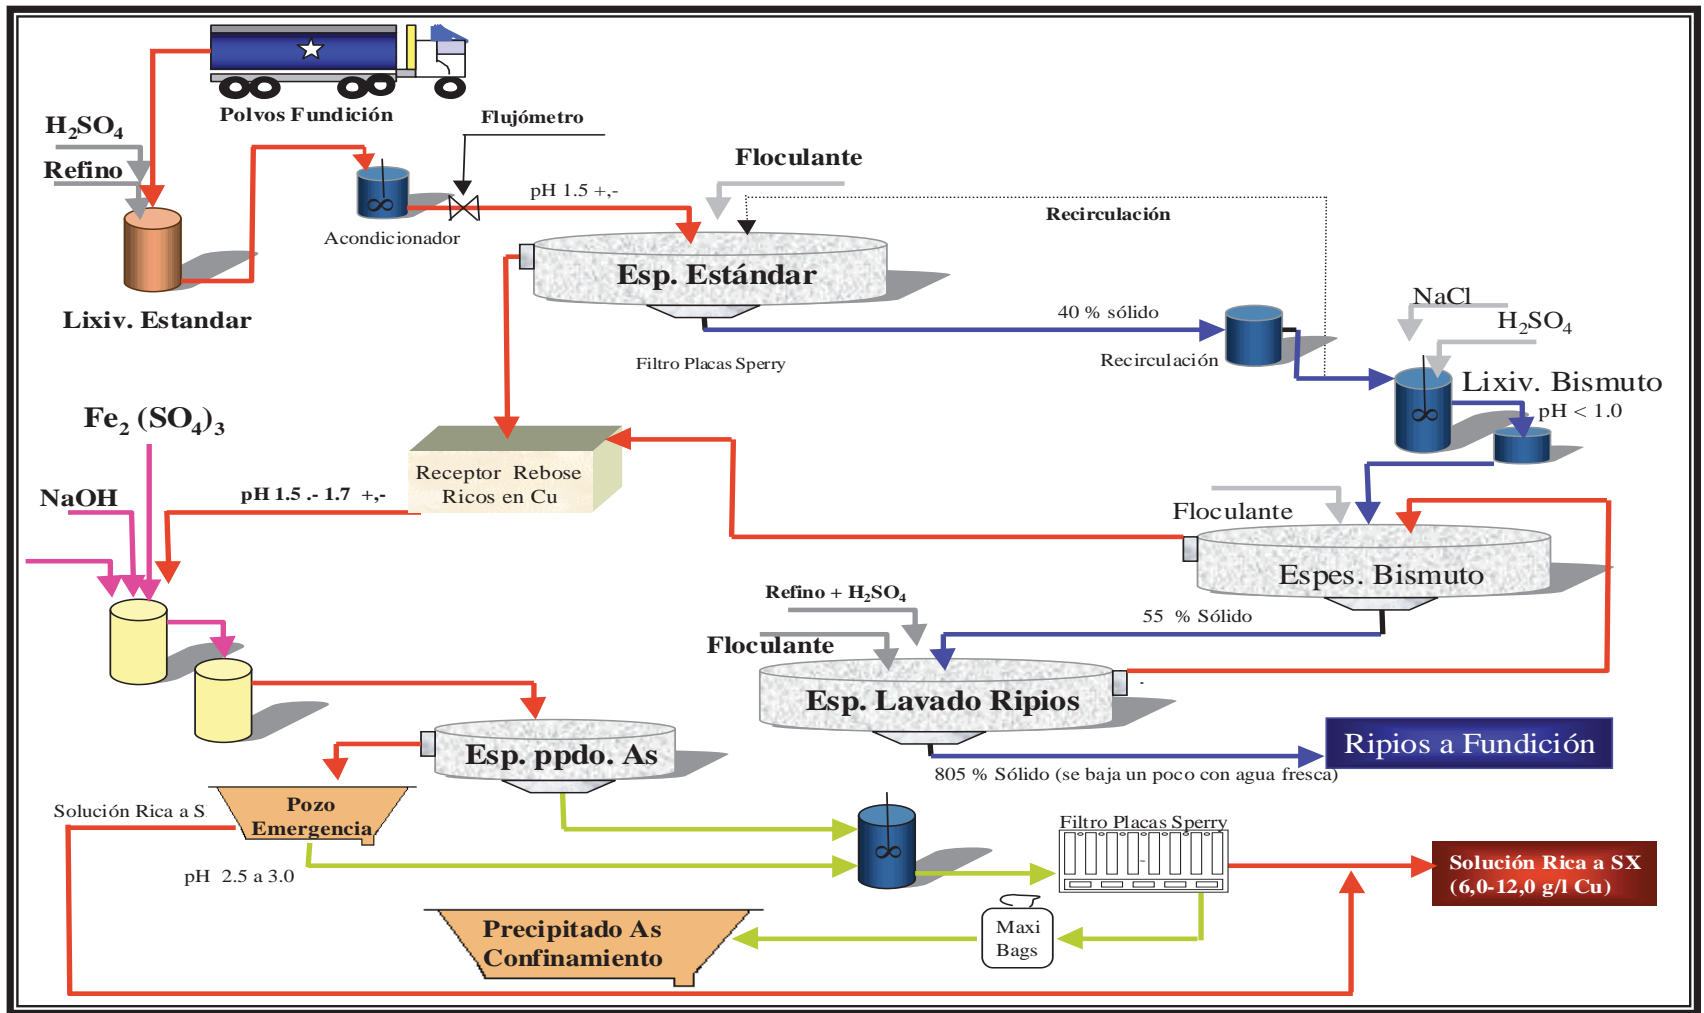 Polvos Fundición
H₂SO₄
Refino
Flujómetro
Floculante
pH 1.5 +,-
Recirculación
Acondicionador
Esp. Estándar
Lixiv. Estandar
NaCl
40 % sólido
H₂SO₄
Filtro Placas Sperry
Recirculación
Lixiv. Bismuto
pH < 1.0
Fe₂ (SO₄)₃
Receptor Rebose
Ricos en Cu
pH 1.5 .- 1.7 +,-
NaOH
Floculante
Espes. Bismuto
Refino + H₂SO₄
55 % Sólido
Floculante
Esp. Lavado Ripios
Esp. ppdo. As
Ripios a Fundición
805 % Sólido (se baja un poco con agua fresca)
Solución Rica a S
Pozo
Emergencia
Filtro Placas Sperry
pH 2.5 a 3.0
Solución Rica a SX
(6,0-12,0 g/l Cu)
Precipitado As
Confinamiento
Maxi
Bags